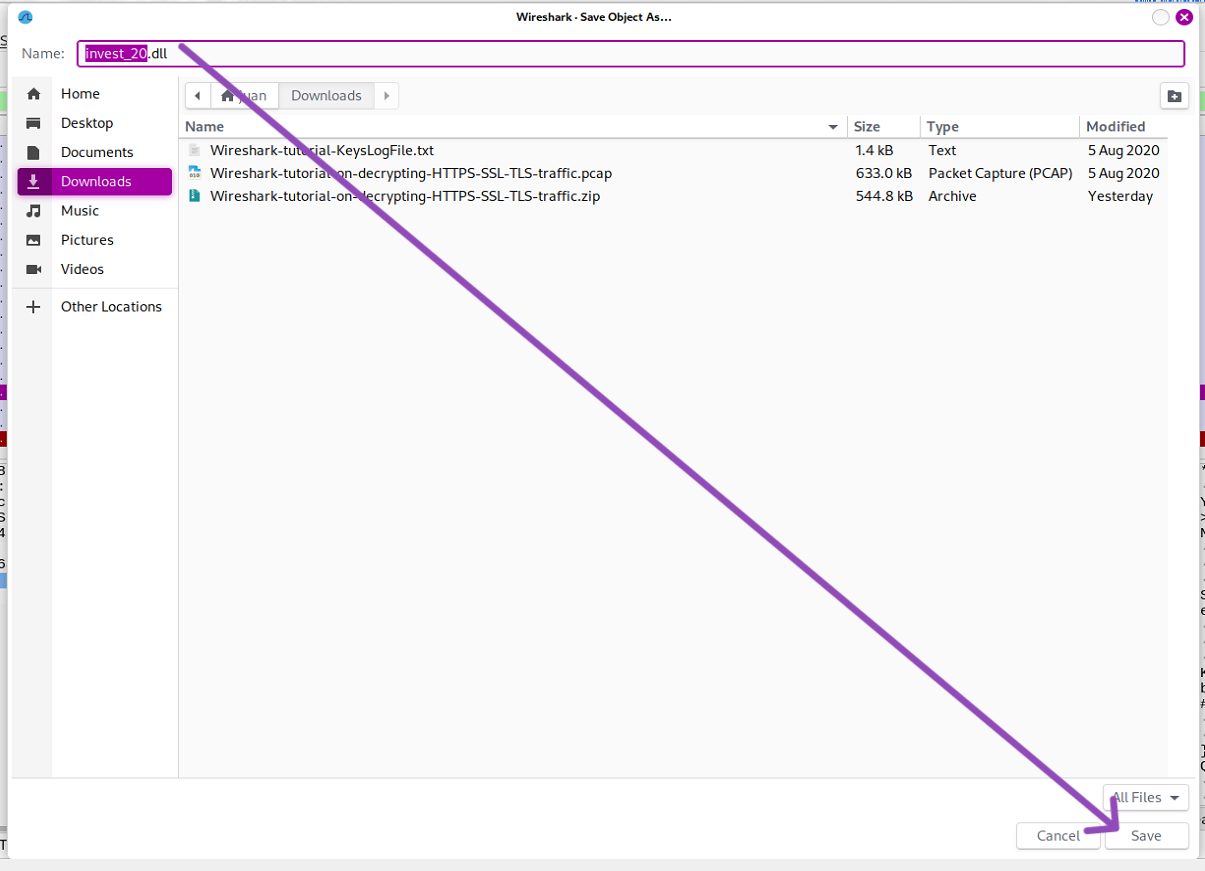 Wireshark · Save Object As...
Name: invest_20.dll
Home
Desktop
Documents
Downloads
Music
Pictures
Videos
Other Locations
juan Downloads
Name Size Type Modified
Wireshark-tutorial-KeysLogFile.txt 1.4 kB Text 5 Aug 2020
Wireshark-tutorial-on-decrypting-HTTPS-SSL-TLS-traffic.pcap 633.0 kB Packet Capture (PCAP) 5 Aug 2020
Wireshark-tutorial-on-decrypting-HTTPS-SSL-TLS-traffic.zip 544.8 kB Archive Yesterday
All Files
Cancel Save